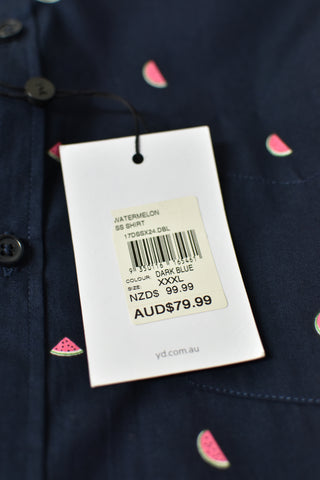 WATERMELON
SS SHIRT
17DSSX24.DBL
COLOUR: DARK BLUE
SIZE: XXXL
NZD$ 99.99
AUD$79.99
yd.com.au